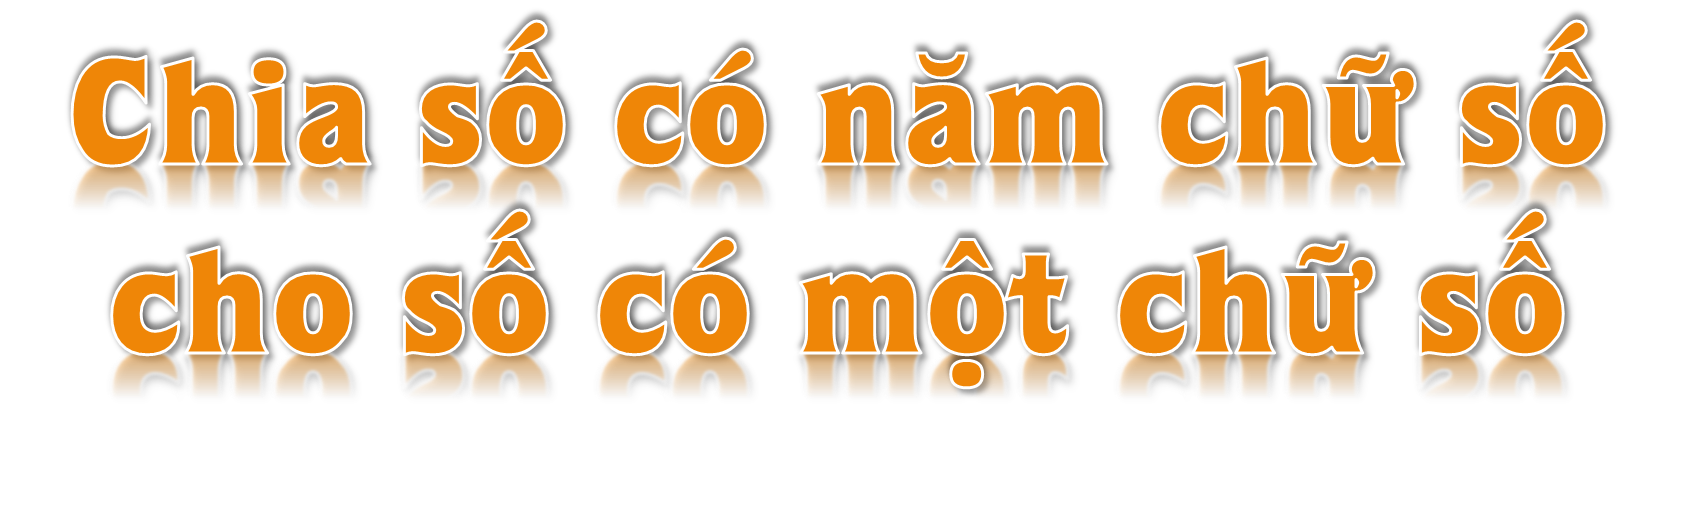 Chia số có năm chữ số
cho số có một chữ số